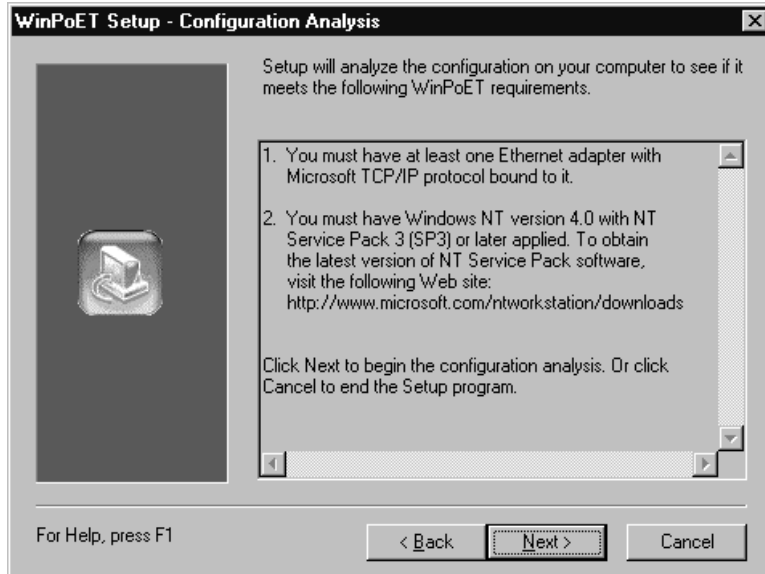 WinPoET Setup - Configuration Analysis
Setup will analyze the configuration on your computer to see if it
meets the following WinPoET requirements.
1. You must have at least one Ethernet adapter with
Microsoft TCP/IP protocol bound to it.
2. You must have Windows NT version 4.0 with NT
Service Pack 3 (SP3) or later applied. To obtain
the latest version of NT Service Pack software,
visit the following Web site:
http://www.microsoft.com/ntworkstation/downloads
Click Next to begin the configuration analysis. Or click
Cancel to end the Setup program.
For Help, press F1
< Back
Next >
Cancel